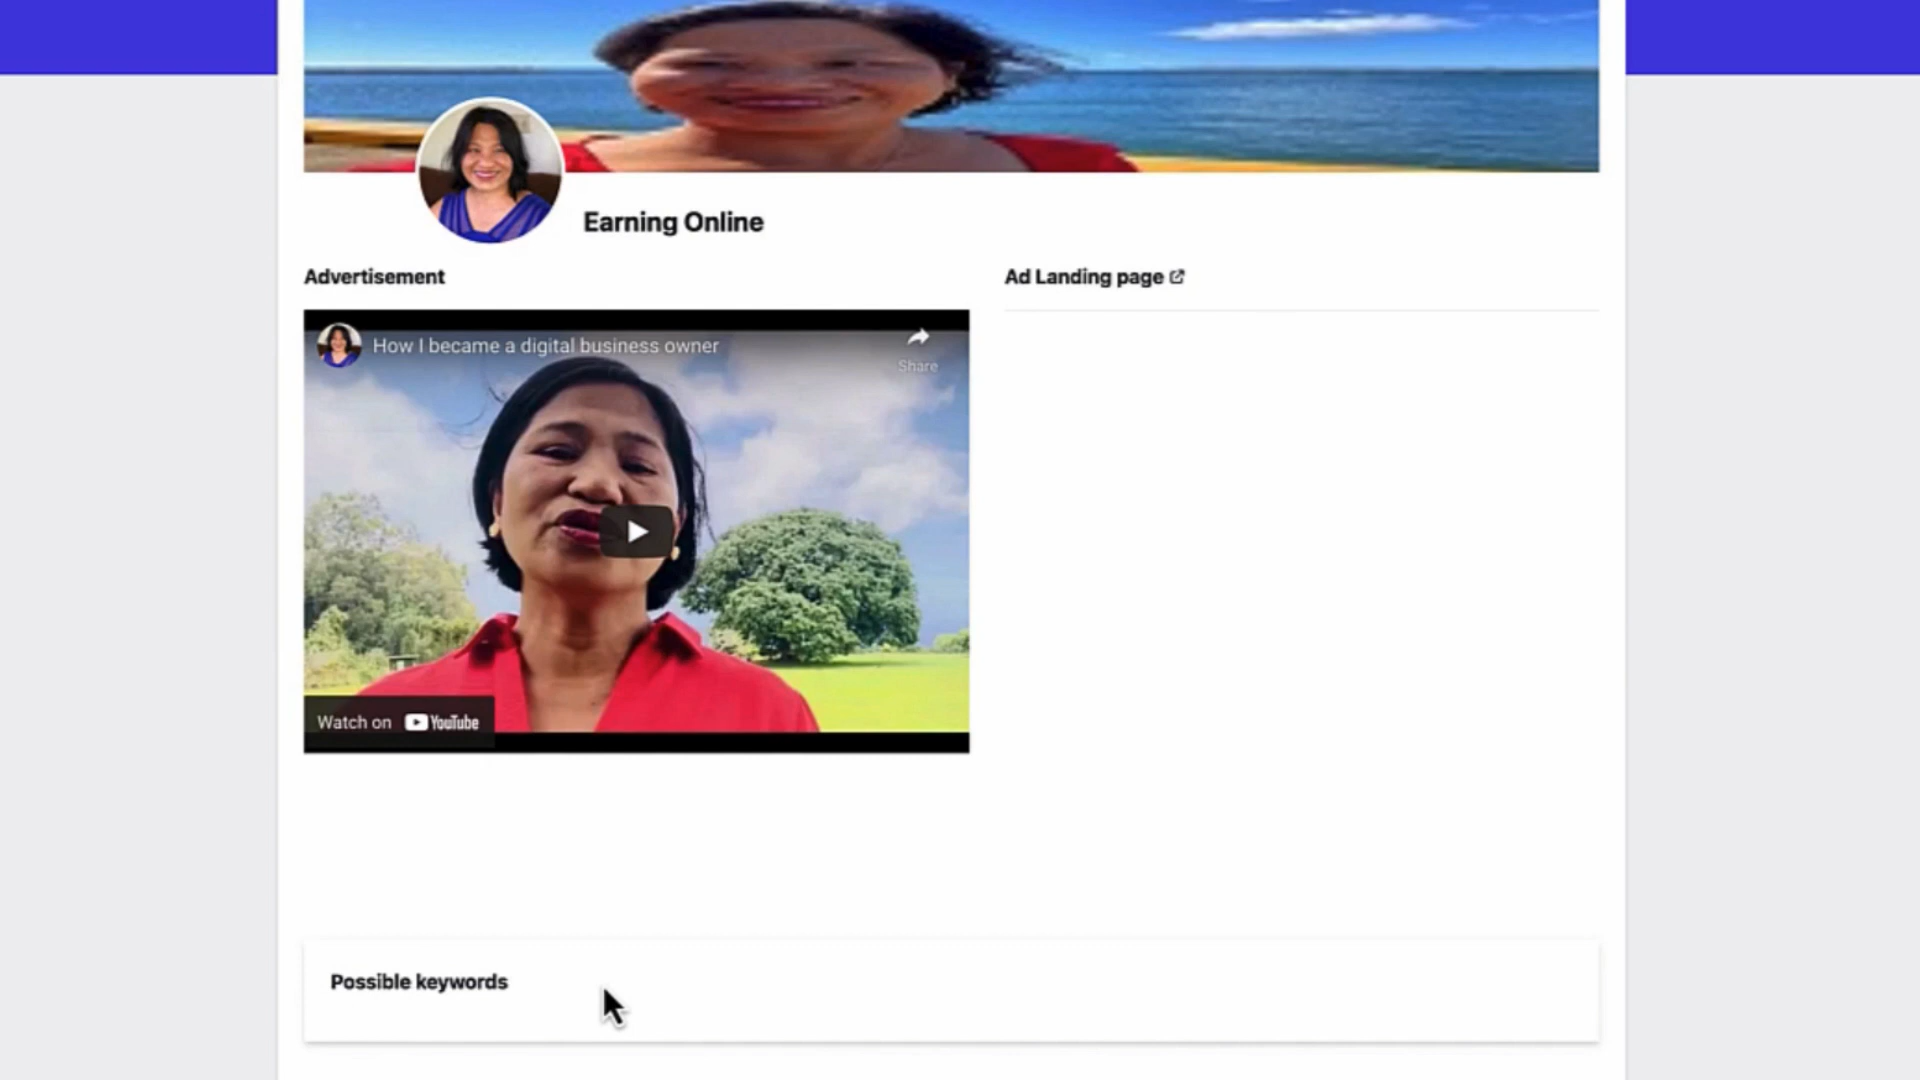 Earning Online
Advertisement
Ad Landing page
How I became a digital business owner
Share
Watch on YouTube
Possible keywords